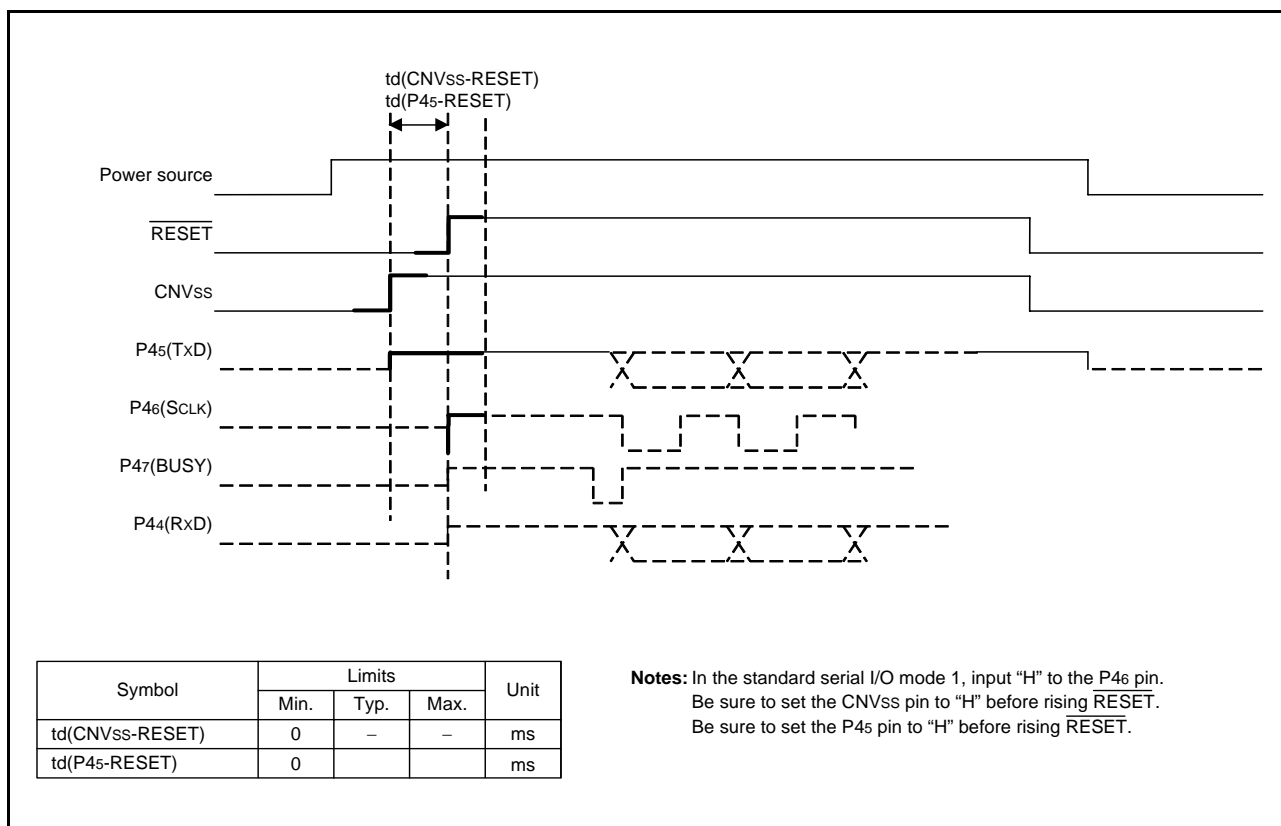 td(CNVss-RESET)
td(P45-RESET)
Power source
RESET
CNVss
P45(TxD)
P46(SCLK)
P47(BUSY)
P44(RxD)
Symbol Limits Unit
Min. Typ. Max.
td(CNVss-RESET) 0 – – ms
td(P45-RESET) 0 ms
Notes: In the standard serial I/O mode 1, input “H” to the P46 pin.
Be sure to set the CNVss pin to “H” before rising RESET.
Be sure to set the P45 pin to “H” before rising RESET.